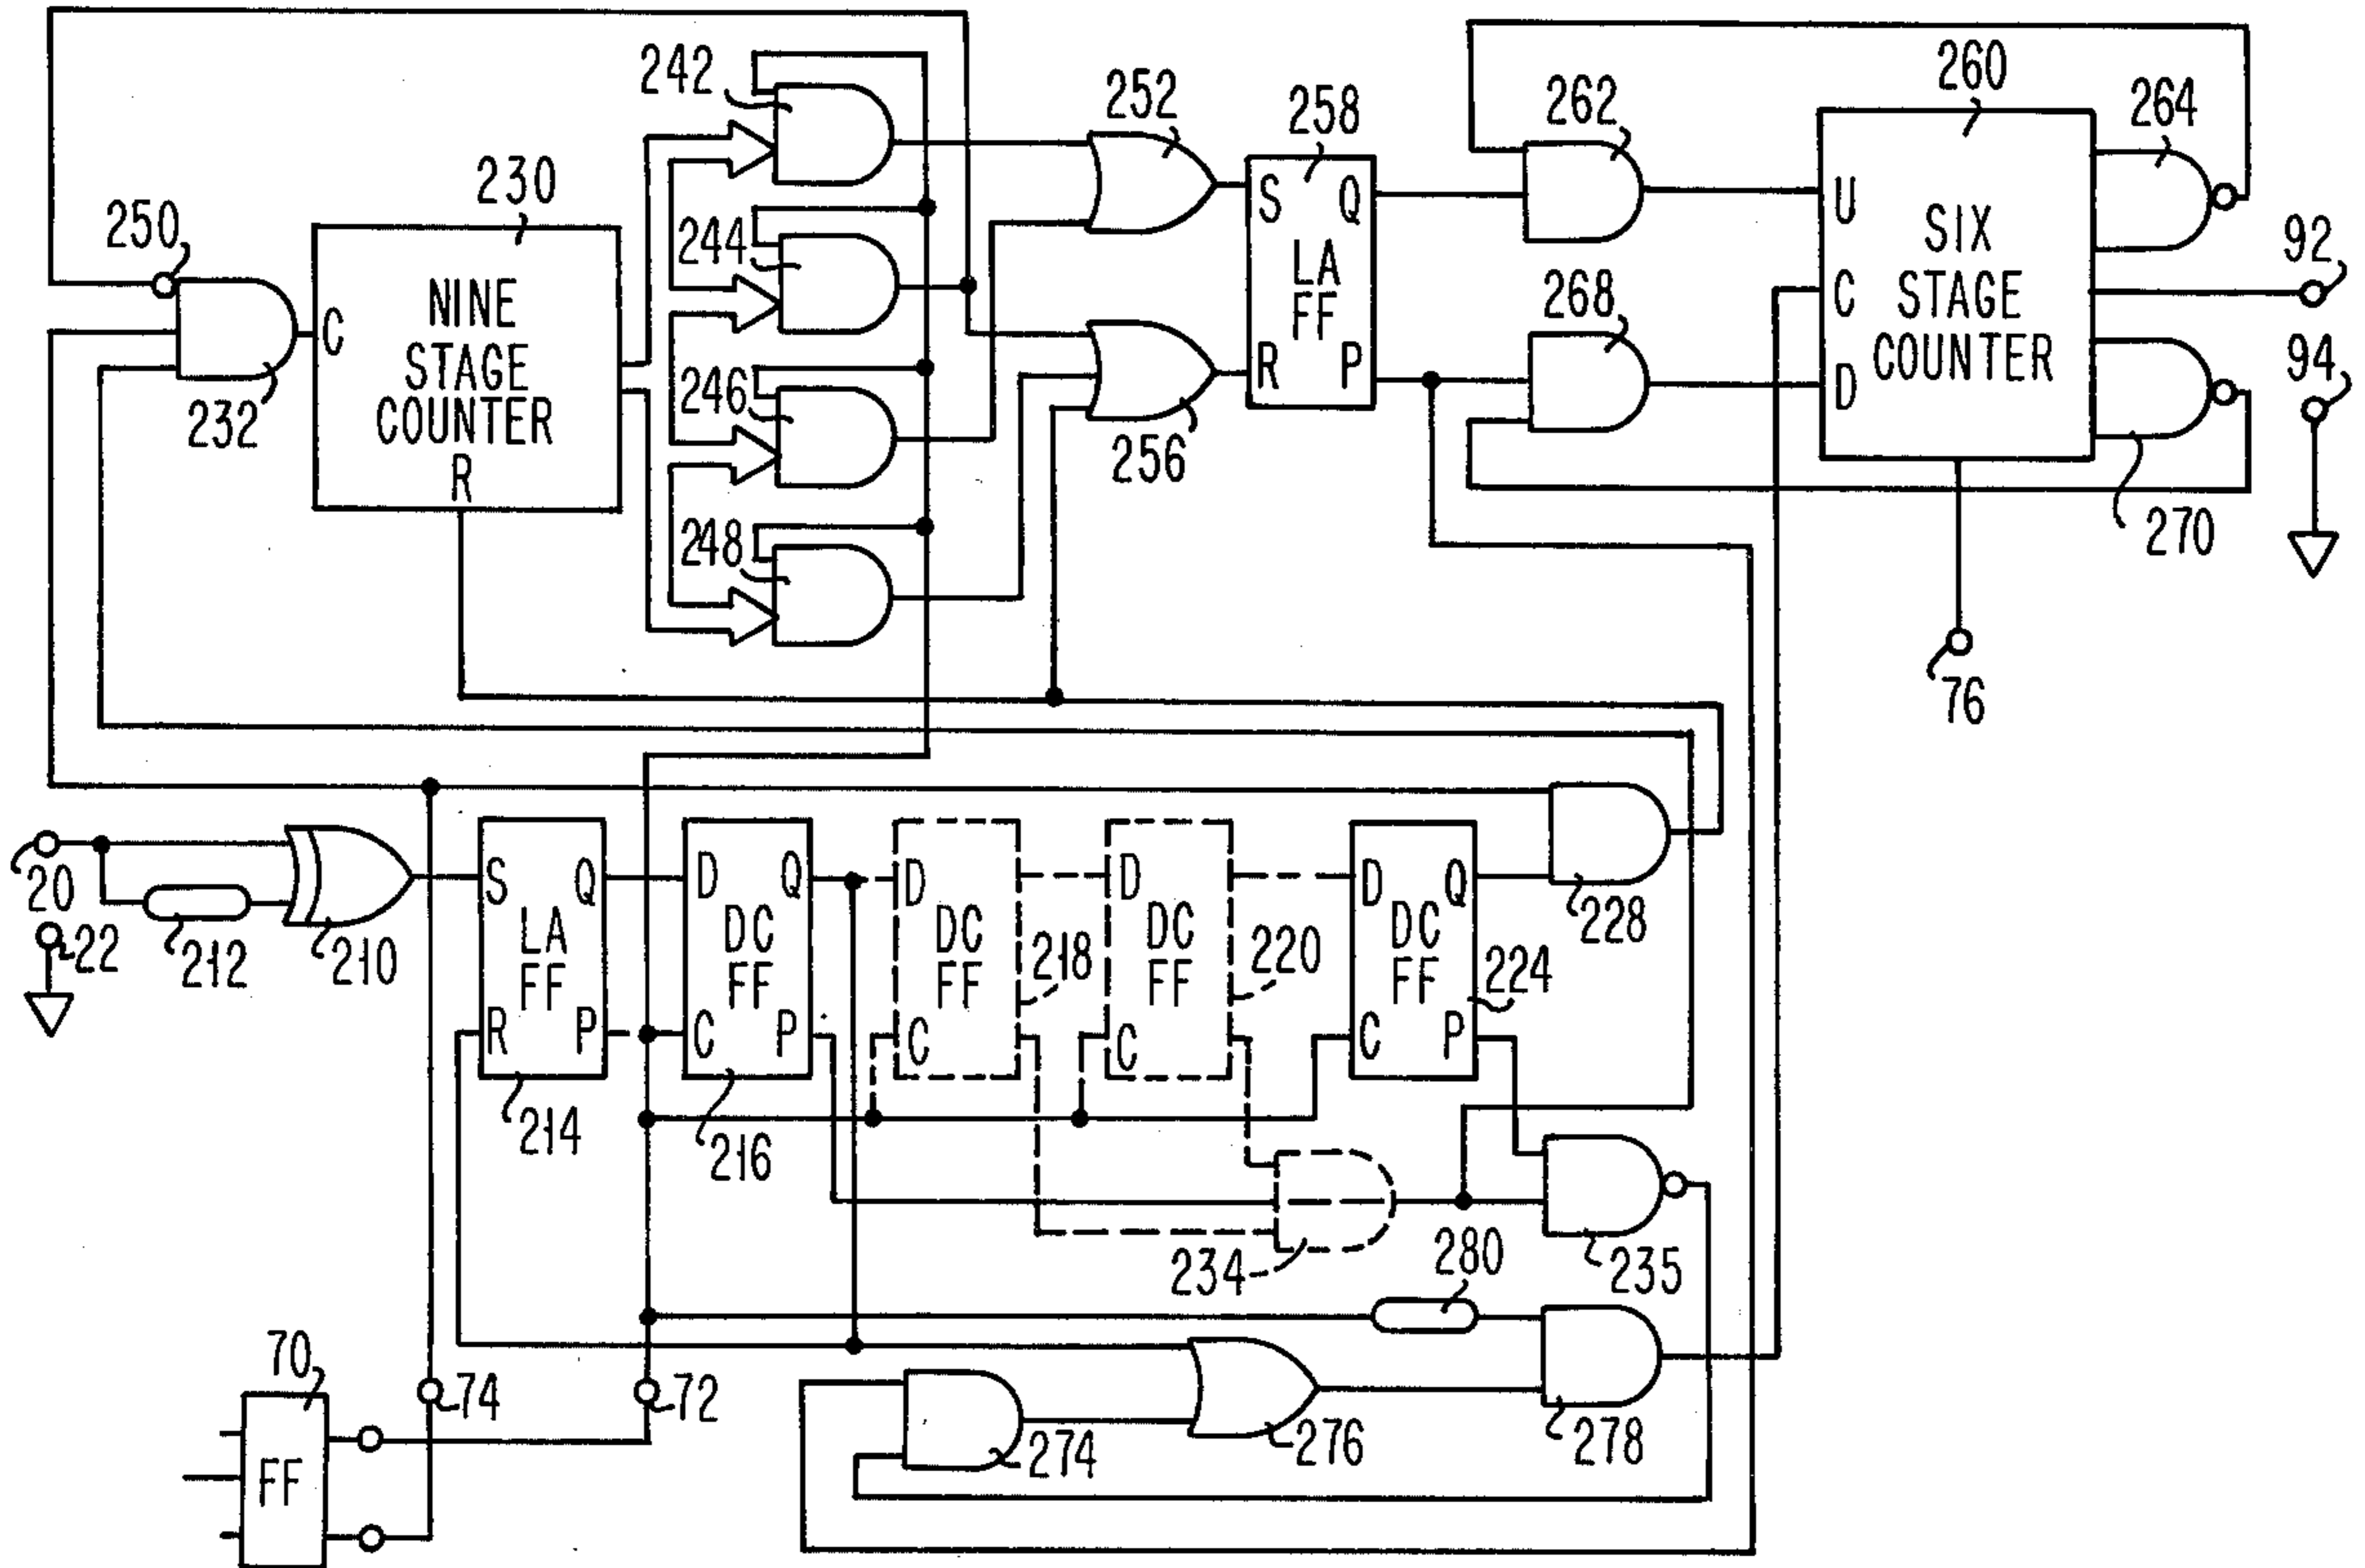 242
252
258
262
260
264
230
250
244
92
S
Q
U
SIX
NINE
C
LA
FF
268
C
STAGE
94
STAGE
COUNTER
246
R
P
D
COUNTER
232
256
R
248
270
76
20
22
212
210
S
Q
LA
FF
R
P
214
D
Q
DC
FF
C
P
216
D
DC
FF
C
218
D
DC
FF
C
220
D
Q
DC
FF
C
P
224
228
234
280
235
70
74
72
FF
274
276
278